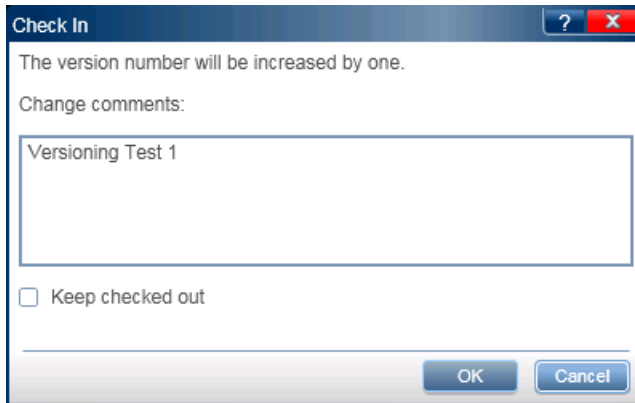 Check In
?
X
The version number will be increased by one.
Change comments:
Versioning Test 1
Keep checked out
OK
Cancel